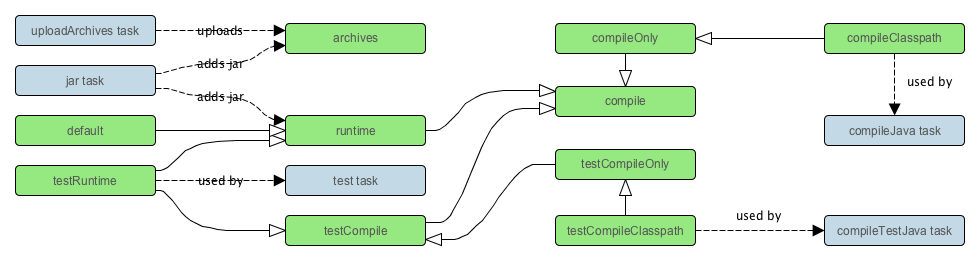 uploadArchives task
uploads
archives
compileOnly
compileClasspath
jar task
adds jar
used by
adds jar
compile
default
runtime
compileJava task
testRuntime
used by
test task
testCompileOnly
testCompile
testCompileClasspath
used by
compileTestJava task